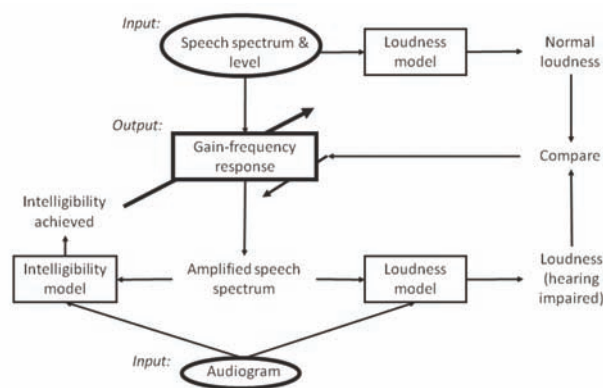 Input:
Speech spectrum &
level
Loudness
model
Normal
loudness
Output:
Gain-frequency
response
Compare
Intelligibility
achieved
Intelligibility
model
Amplified speech
spectrum
Loudness
model
Loudness
(hearing
impaired)
Input:
Audiogram